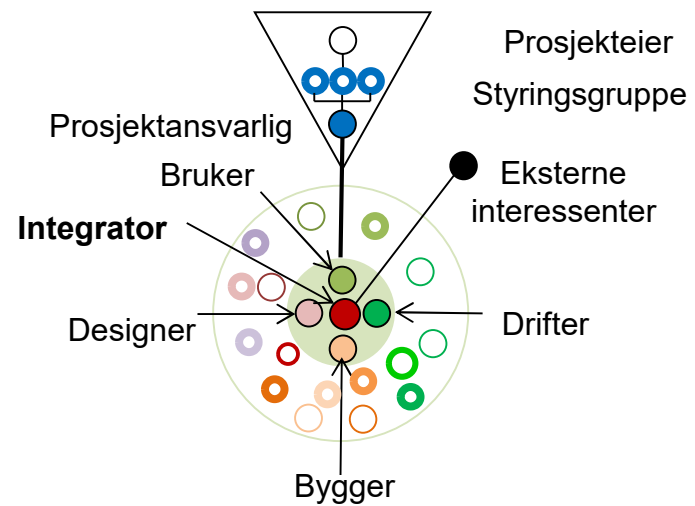 Prosjekteier
Styringsgruppe
Prosjektansvarlig
Bruker
Eksterne
interessenter
Integrator
Designer
Drifter
Bygger